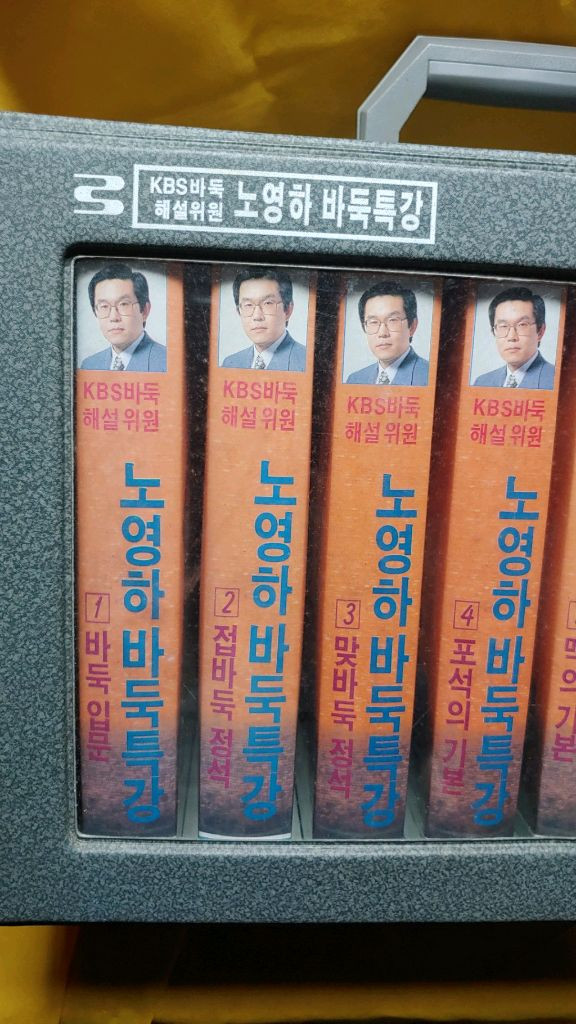 KBS바둑
해설위원
노영하 바둑특강
KBS바둑
해설위원
노영하 바둑특강
1 바둑 입문
KBS바둑
해설위원
노영하 바둑특강
2 접바둑 정석
KBS바둑
해설위원
노영하 바둑특강
3 맞바둑 정석
KBS바둑
해설위원
노영하 바둑특강
4 포석의 기본
의 기본